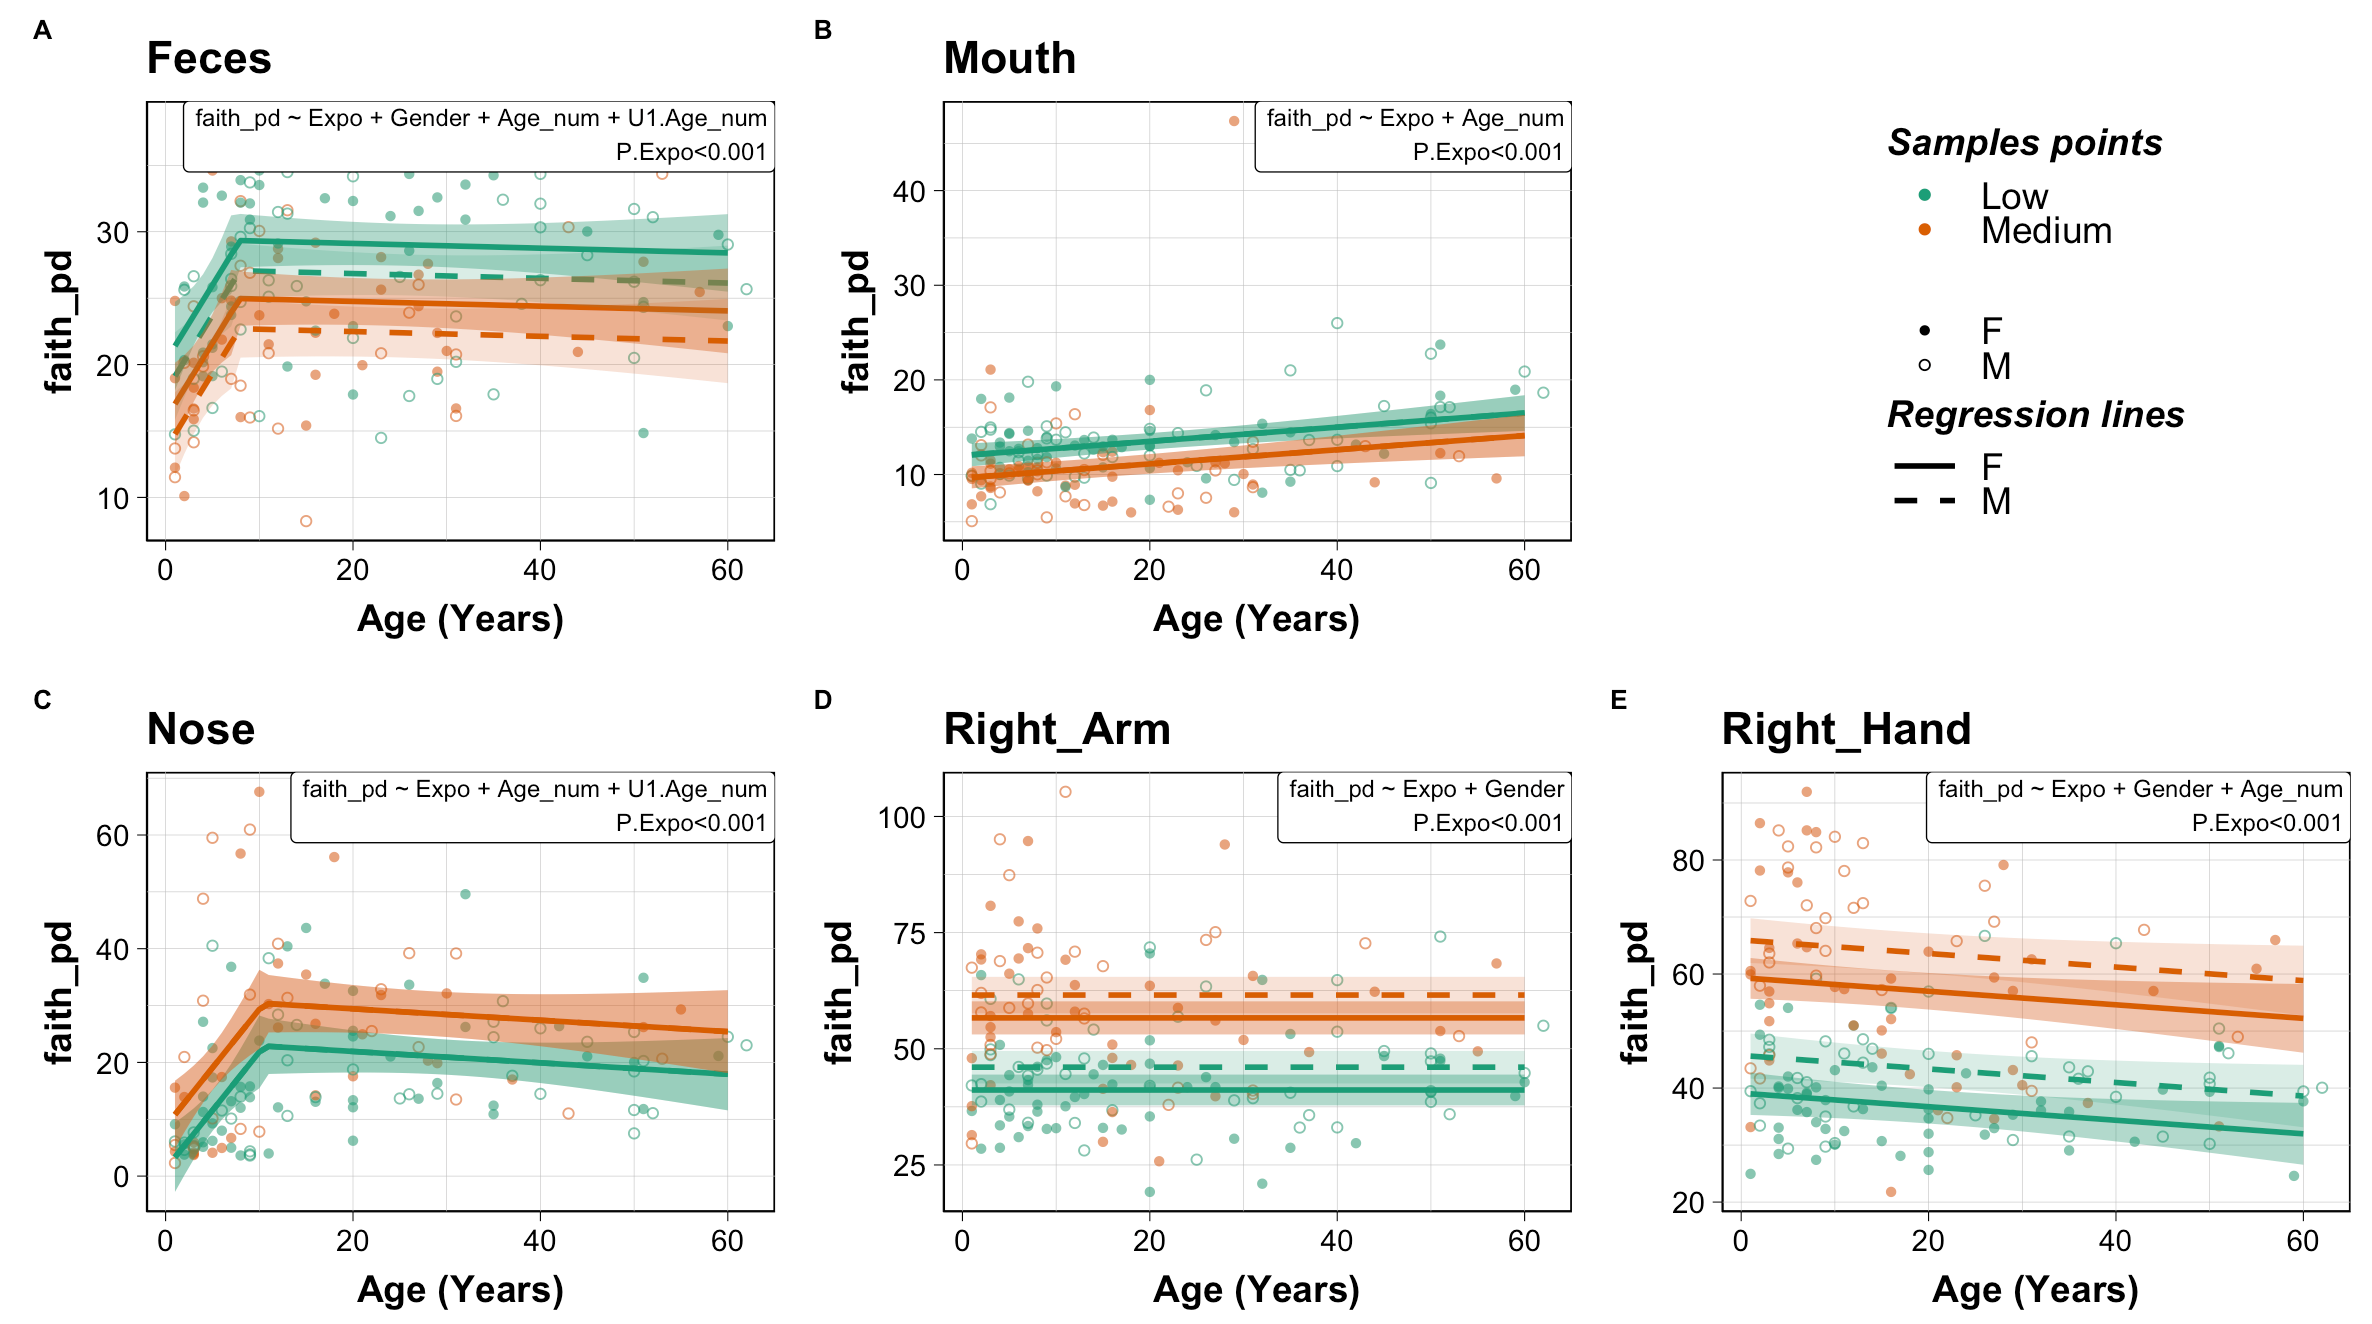 A
Feces
faith_pd ~ Expo + Gender + Age_num + U1.Age_num
P.Expo<0.001
30
20
10
faith_pd
0 20 40 60
Age (Years)
B
Mouth
faith_pd ~ Expo + Age_num
P.Expo<0.001
40
30
20
10
faith_pd
0 20 40 60
Age (Years)
Samples points
Low
Medium
F
M
Regression lines
F
M
C
Nose
faith_pd ~ Expo + Age_num + U1.Age_num
P.Expo<0.001
60
40
20
0
faith_pd
0 20 40 60
Age (Years)
D
Right_Arm
faith_pd ~ Expo + Gender
P.Expo<0.001
100
75
50
25
faith_pd
0 20 40 60
Age (Years)
E
Right_Hand
faith_pd ~ Expo + Gender + Age_num
P.Expo<0.001
80
60
40
20
faith_pd
0 20 40 60
Age (Years)